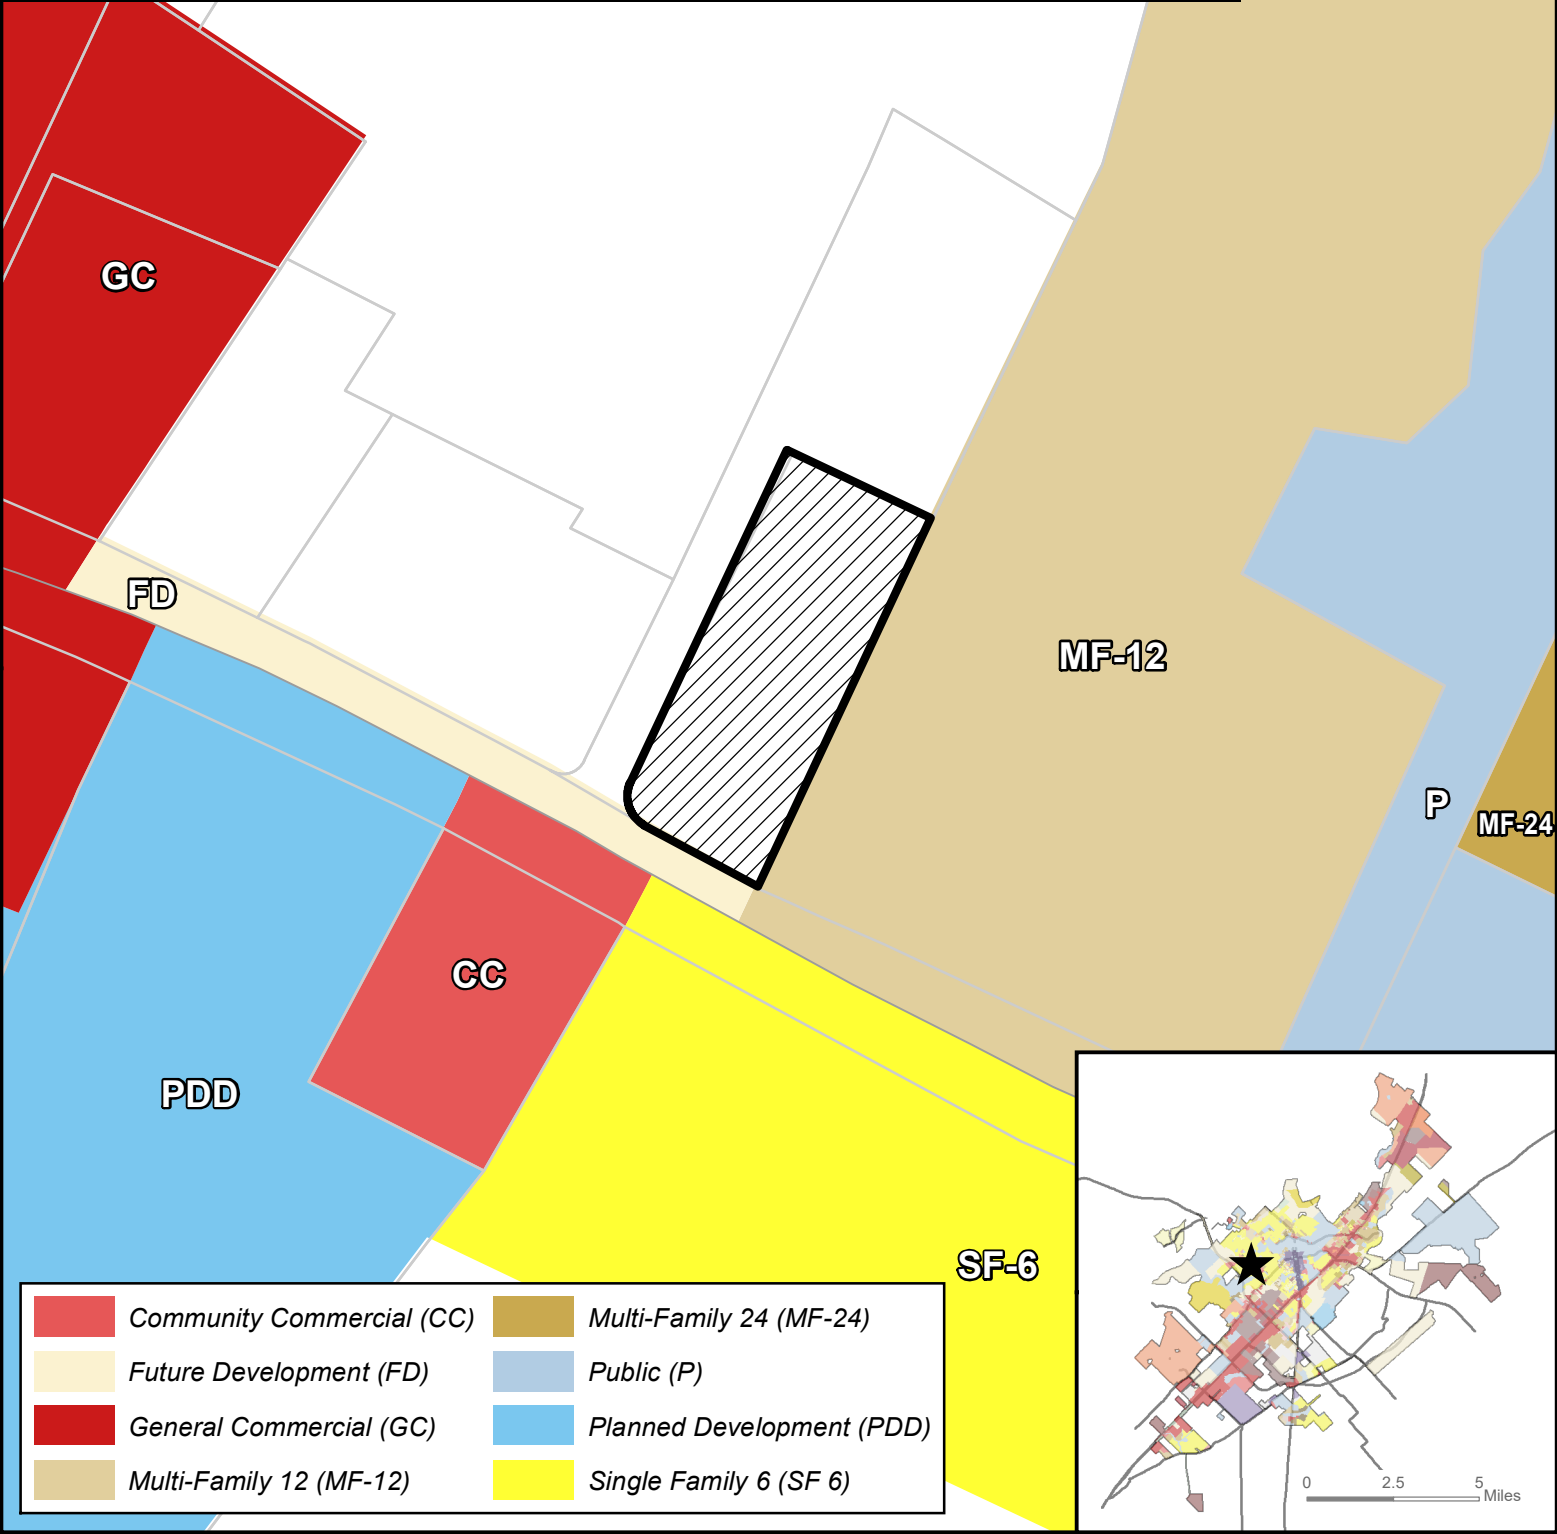 GC
FD
MF-12
P
MF-24
CC
PDD
SF-6
Community Commercial (CC)
Future Development (FD)
General Commercial (GC)
Multi-Family 12 (MF-12)
Multi-Family 24 (MF-24)
Public (P)
Planned Development (PDD)
Single Family 6 (SF 6)
0 2.5 5
Miles